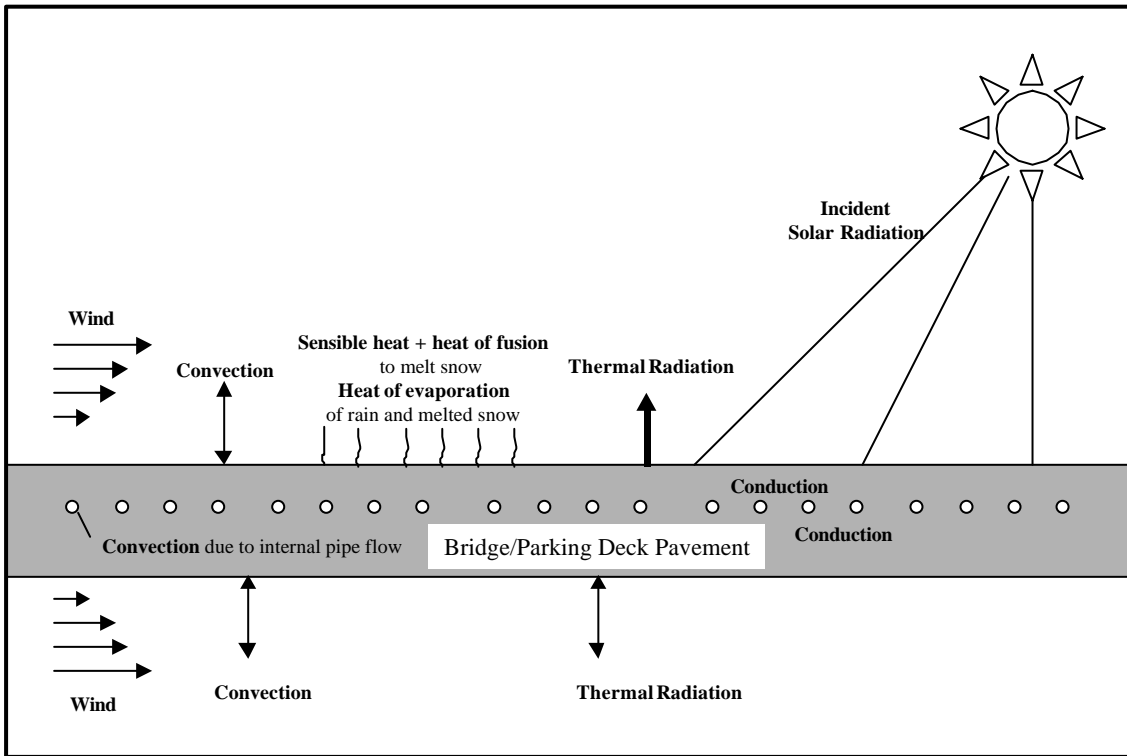 Incident
Solar Radiation
Wind
Sensible heat + heat of fusion
to melt snow
Heat of evaporation
of rain and melted snow
Convection
Thermal Radiation
Conduction
Conduction
Convection due to internal pipe flow
Bridge/Parking Deck Pavement
Convection
Thermal Radiation
Wind